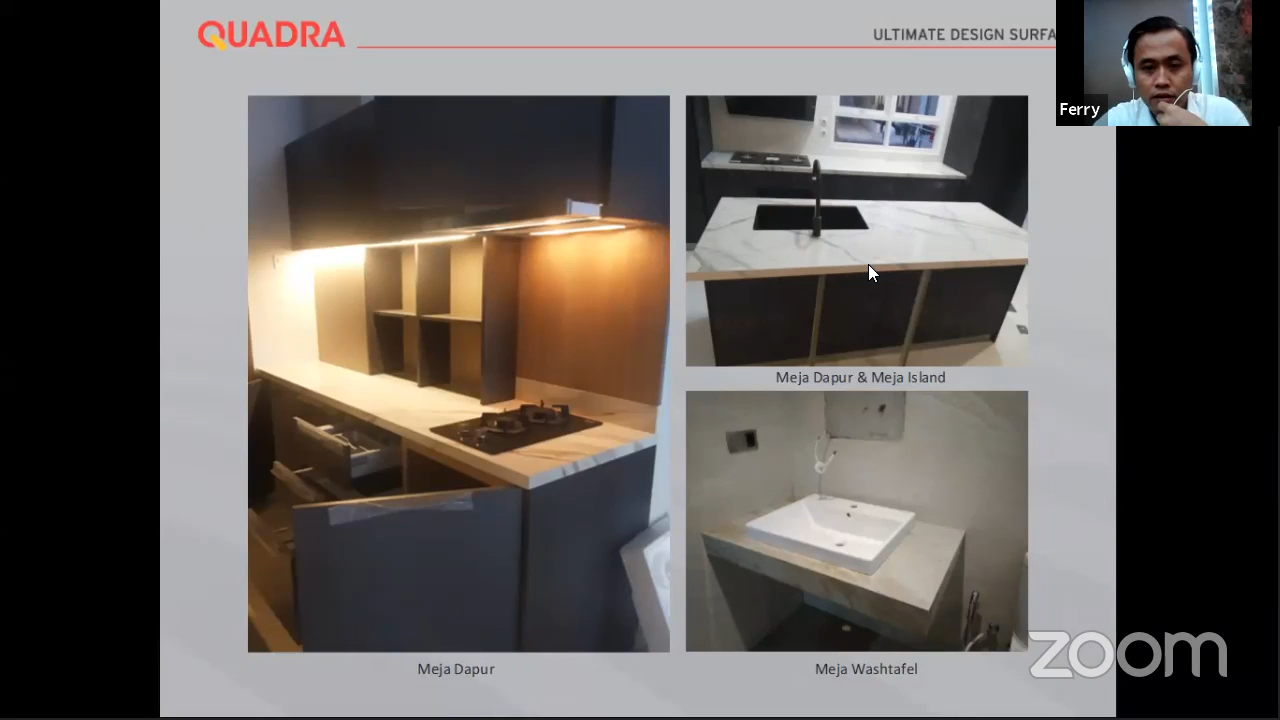 QUADRA
ULTIMATE DESIGN SURFA
Ferry
Meja Dapur & Meja Island
Meja Dapur
Meja Washtafel
zoom